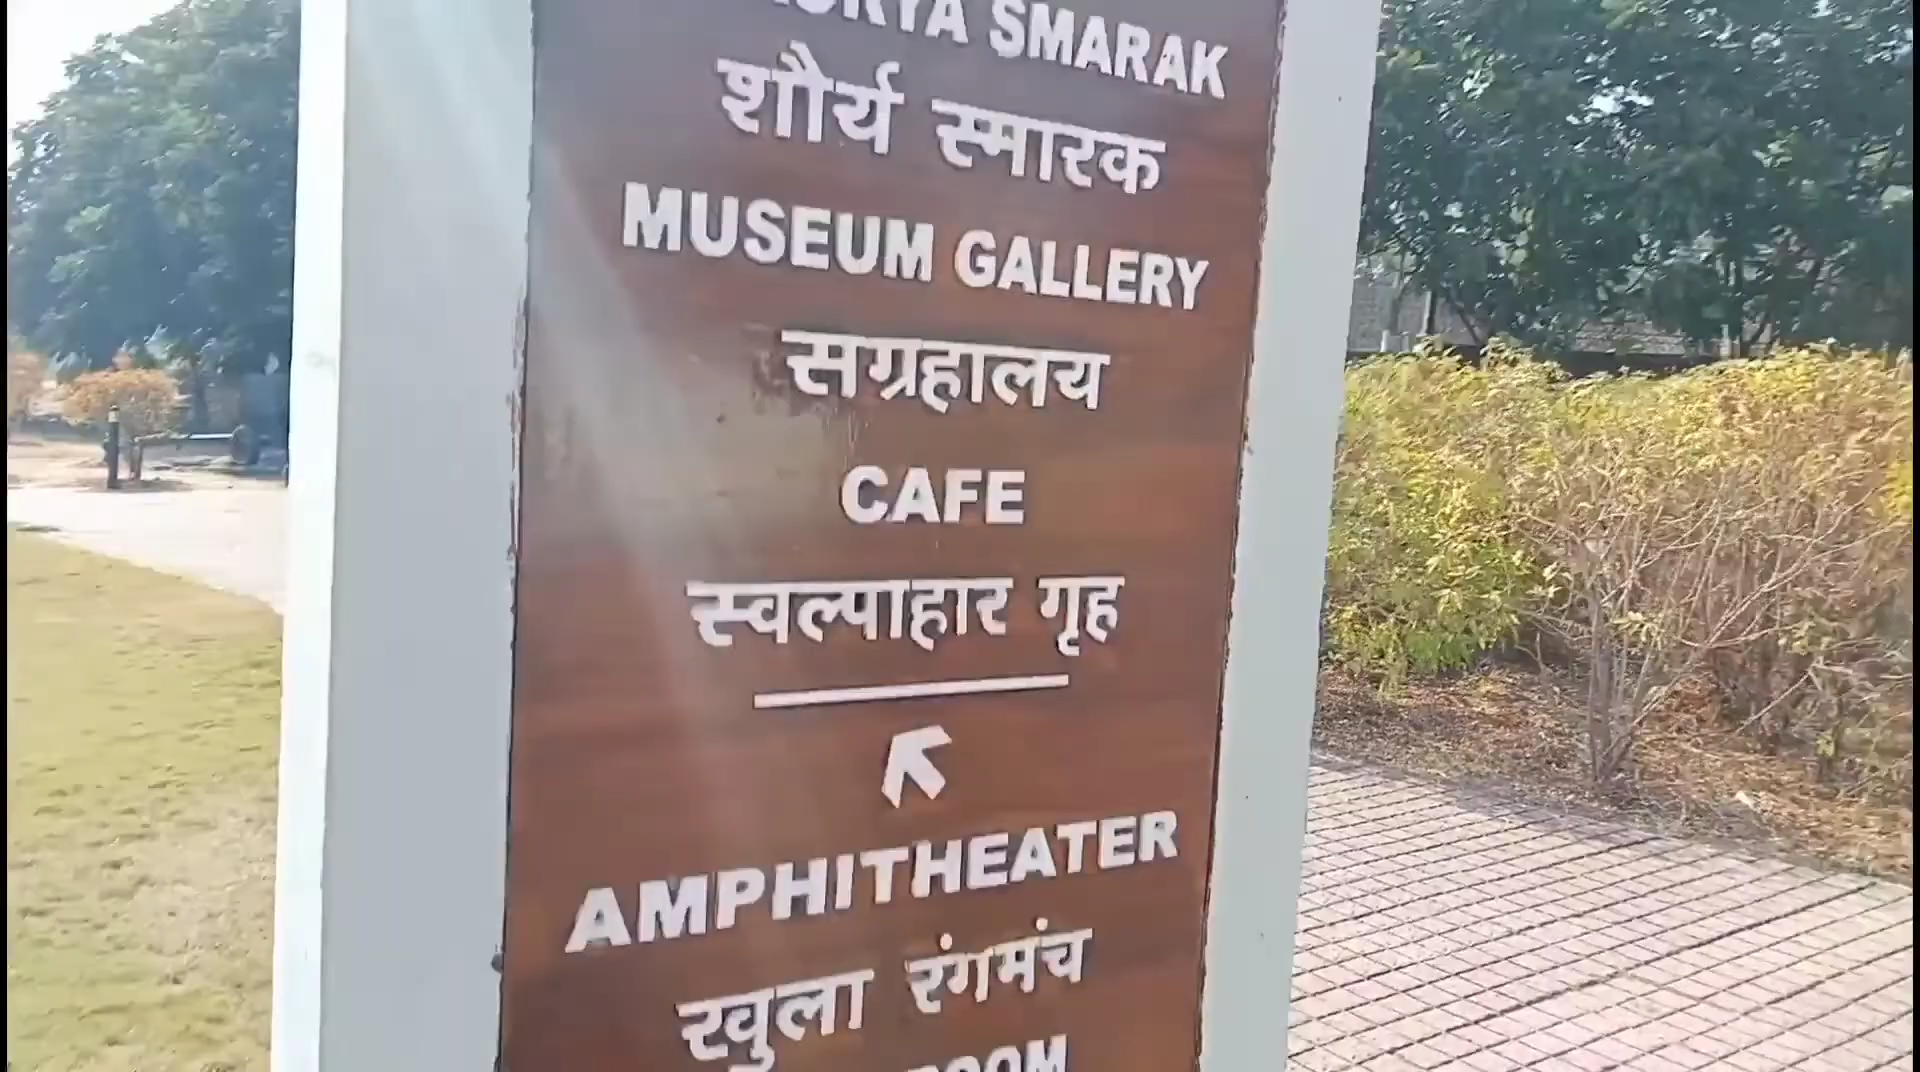 SMARAK
शौर्य स्मारक
MUSEUM GALLERY
सग्रहालय
CAFE
स्वल्पाहार गृह
AMPHITHEATER
खुला रंगमंच